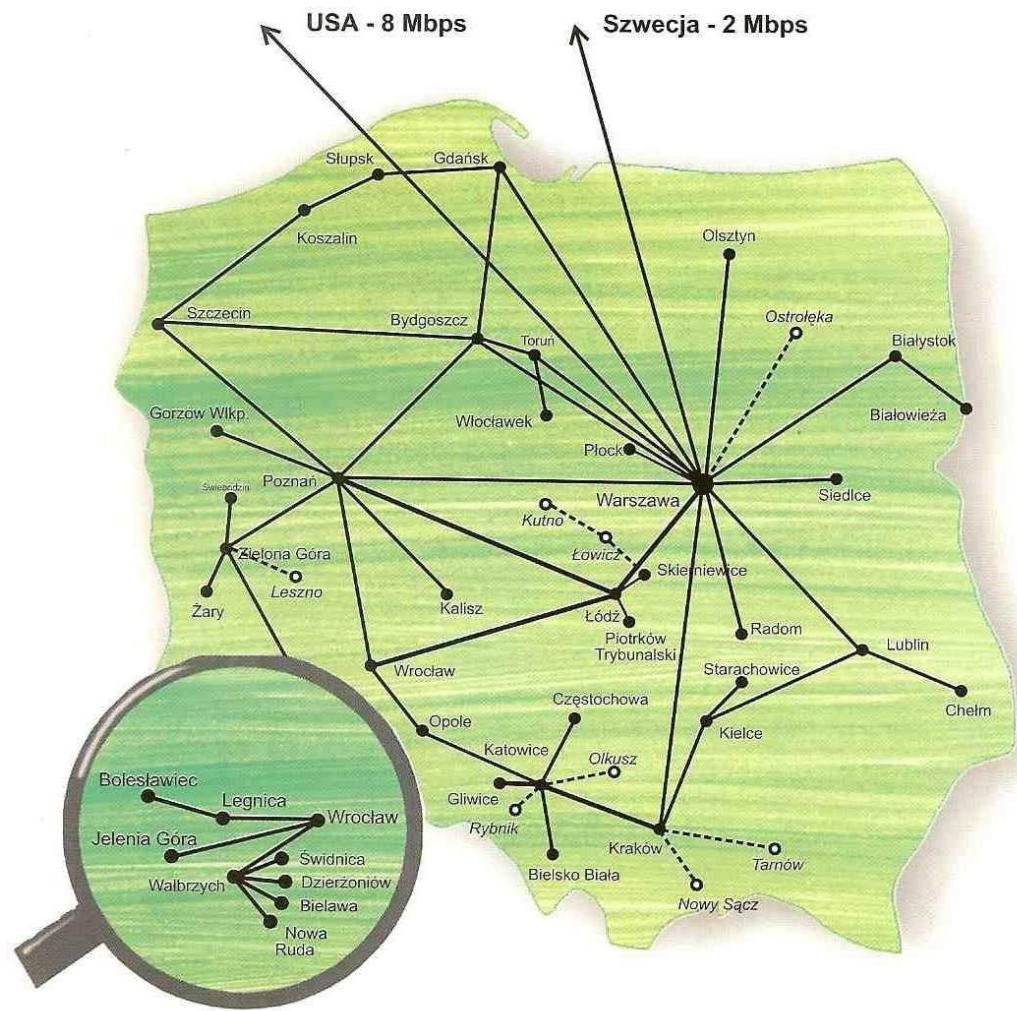 USA - 8 Mbps
Szwecja - 2 Mbps
Słupsk
Gdańsk
Koszalin
Olsztyn
Szczecin
Bydgoszcz
Toruń
Ostrołęka
Białystok
Włocławek
Białowieża
Gorzów Wlkp.
Płock
Poznań
Warszawa
Siedlce
Świebodzin
Kutno
Łowicz
Zielona Góra
Skierniewice
Leszno
Żary
Kalisz
Łódź
Piotrków
Trybunalski
Radom
Lublin
Wrocław
Starachowice
Chełm
Częstochowa
Opole
Kielce
Katowice
Olkusz
Gliwice
Rybnik
Kraków
Tarnów
Bielsko Biała
Nowy Sącz
Bolesławiec
Legnica
Wrocław
Jelenia Góra
Świdnica
Walbrzych
Dzierżoniów
Bielawa
Nowa
Ruda